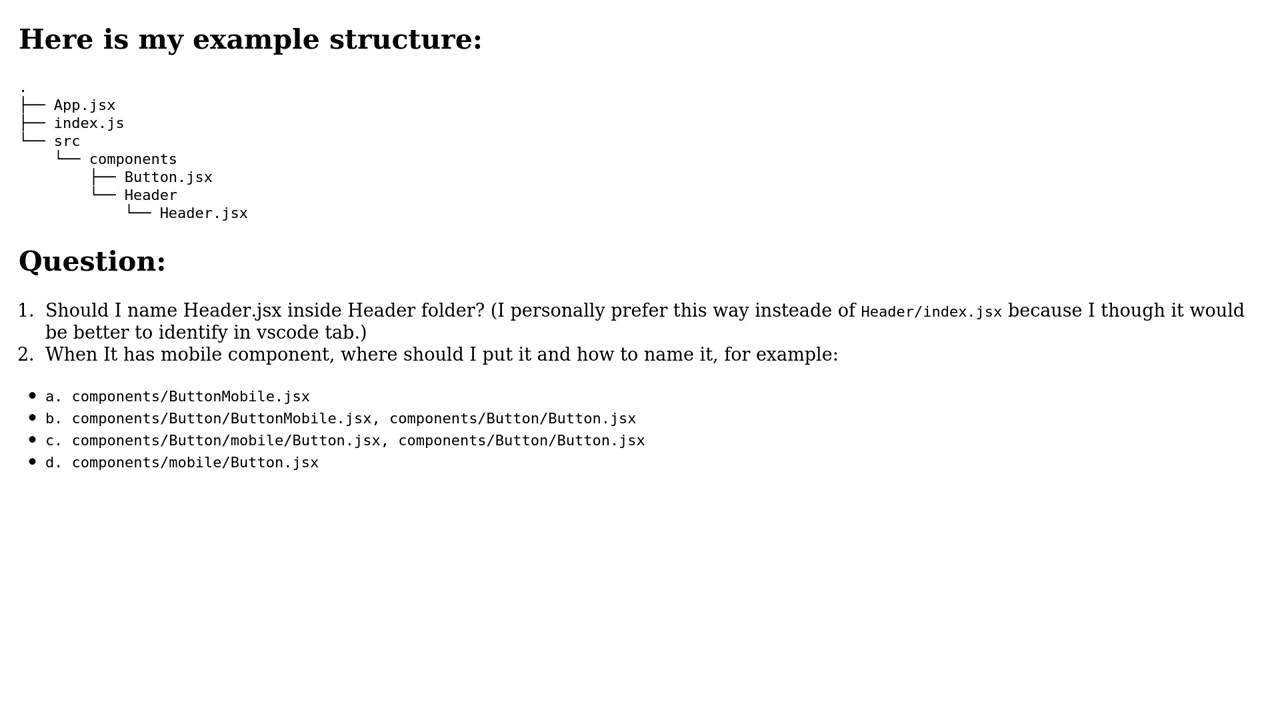 Here is my example structure:
.
├── App.jsx
├── index.js
└── src
    └── components
        ├── Button.jsx
        └── Header
            └── Header.jsx
Question:
1. Should I name Header.jsx inside Header folder? (I personally prefer this way insteade of Header/index.jsx because I though it would
be better to identify in vscode tab.)
2. When It has mobile component, where should I put it and how to name it, for example:
• a. components/ButtonMobile.jsx
• b. components/Button/ButtonMobile.jsx, components/Button/Button.jsx
• c. components/Button/mobile/Button.jsx, components/Button/Button.jsx
• d. components/mobile/Button.jsx